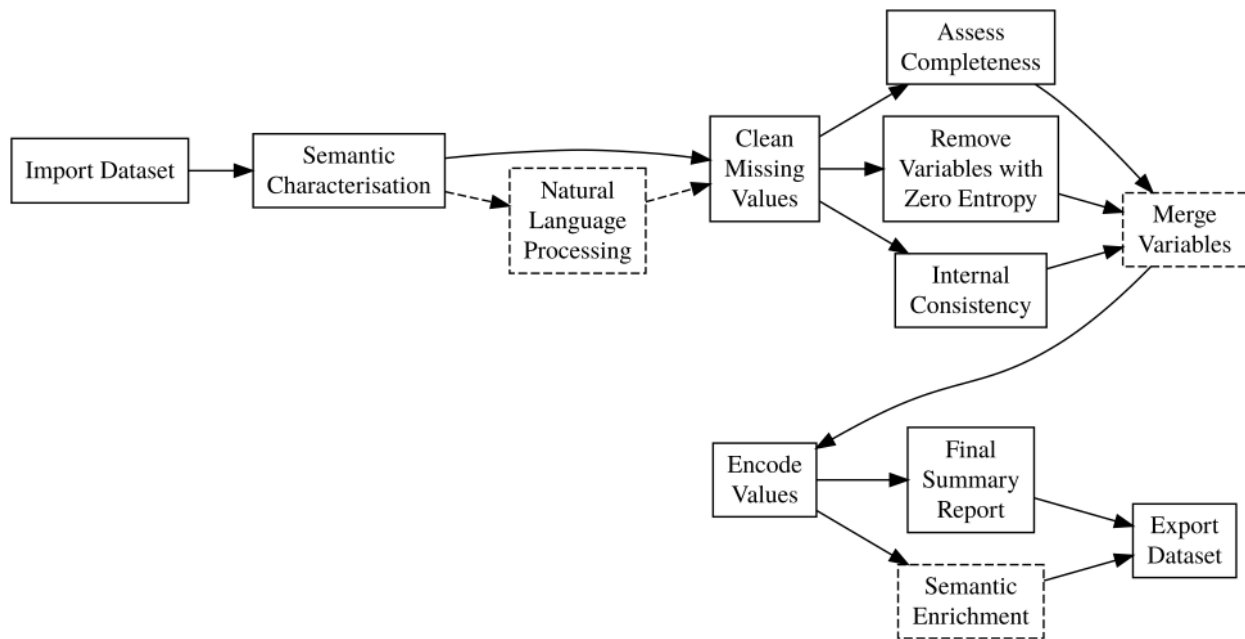 Import Dataset
Semantic
Characterisation
Natural
Language
Processing
Clean
Missing
Values
Assess
Completeness
Remove
Variables with
Zero Entropy
Internal
Consistency
Merge
Variables
Encode
Values
Final
Summary
Report
Semantic
Enrichment
Export
Dataset